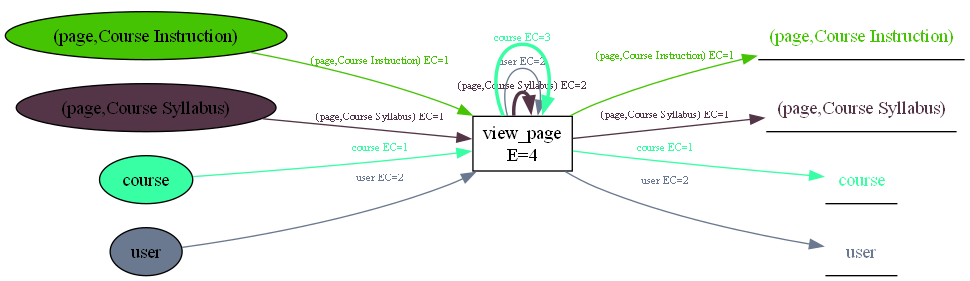 (page,Course Instruction)
(page,Course Instruction) EC=1
course EC=3
user EC=2
(page,Course Syllabus) EC=2
(page,Course Instruction) EC=1
(page,Course Instruction)
(page,Course Syllabus)
(page,Course Syllabus) EC=1
view_page
E=4
(page,Course Syllabus) EC=1
(page,Course Syllabus)
course
course EC=1
course EC=1
course
user
user EC=2
user EC=2
user